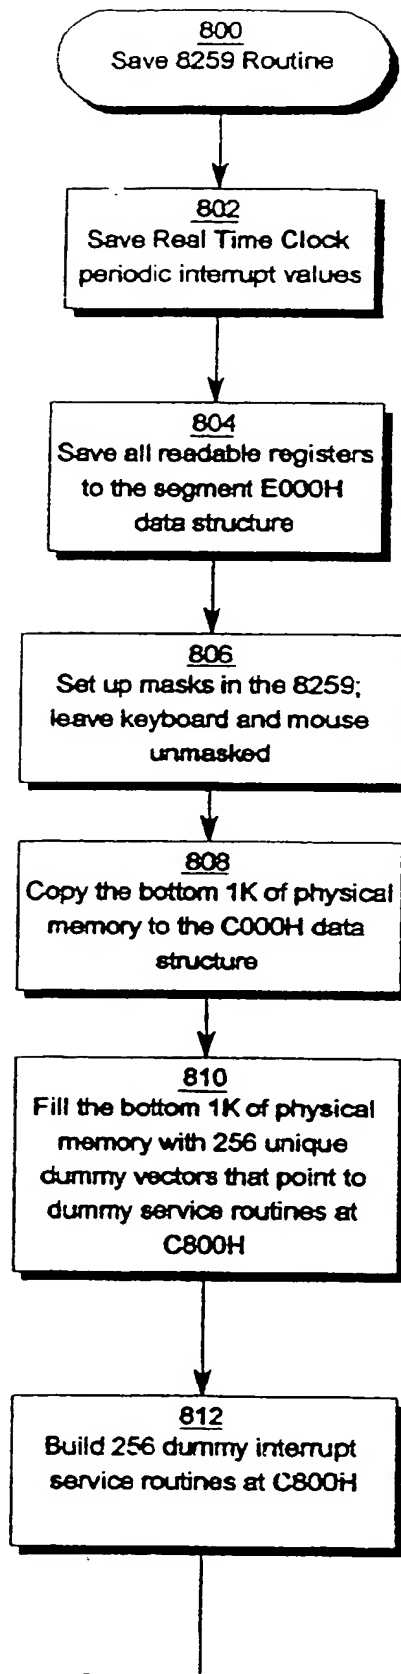 800
Save 8259 Routine
802
Save Real Time Clock
periodic interrupt values
804
Save all readable registers
to the segment E000H
data structure
806
Set up masks in the 8259;
leave keyboard and mouse
unmasked
808
Copy the bottom 1K of physical
memory to the C000H data
structure
810
Fill the bottom 1K of physical
memory with 256 unique
dummy vectors that point to
dummy service routines at
C800H
812
Build 256 dummy interrupt
service routines at C800H